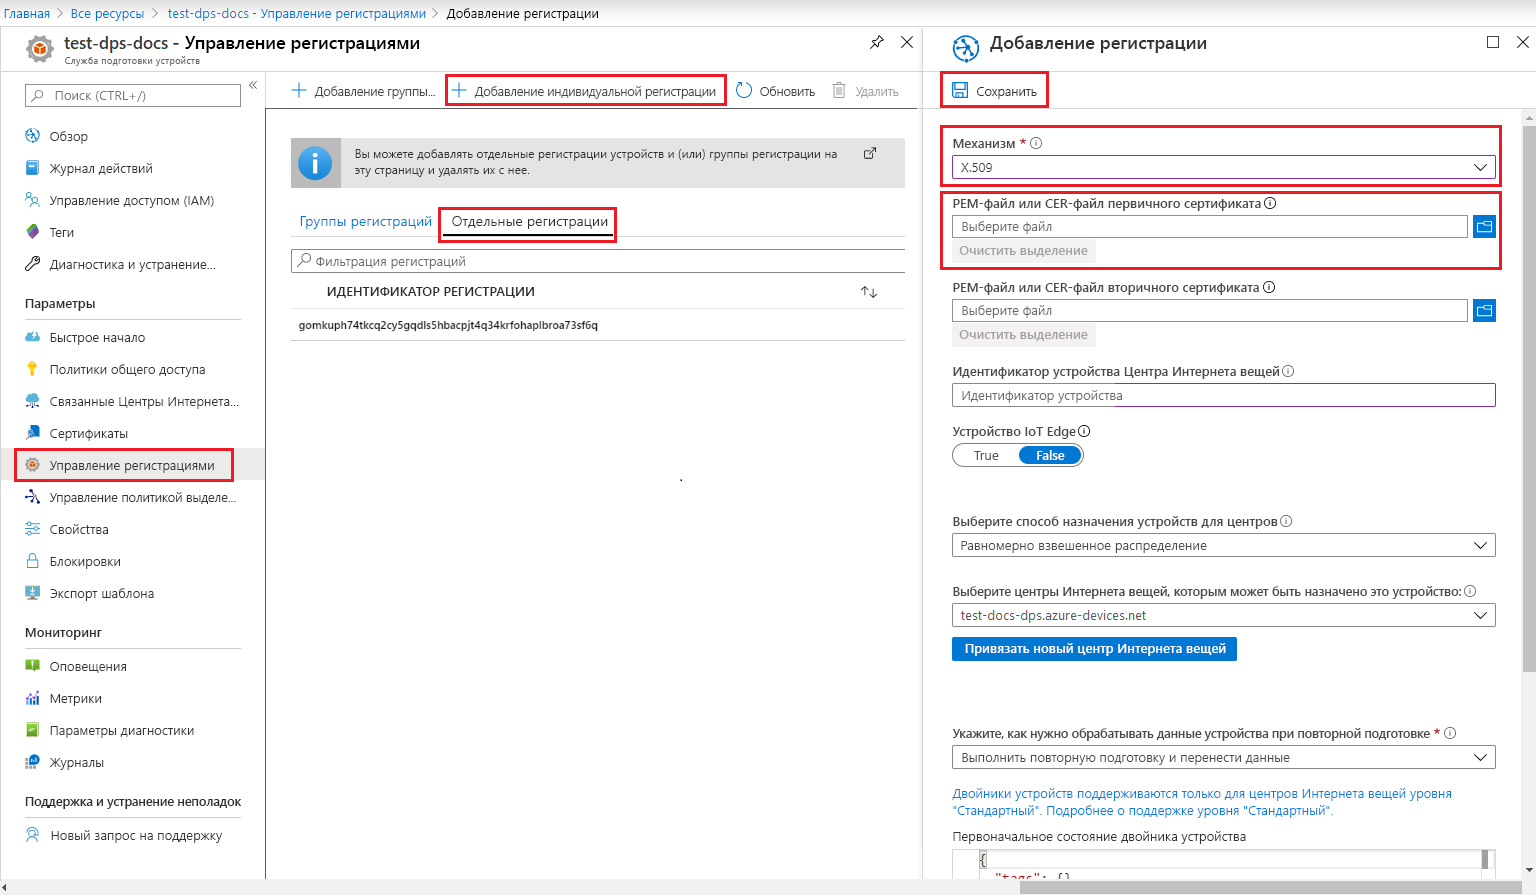 Главная > Все ресурсы > test-dps-docs - Управление регистрациями > Добавление регистрации
test-dps-docs - Управление регистрациями
Служба подготовки устройств
Поиск (CTRL+/)
Обзор
Журнал действий
Управление доступом (IAM)
Теги
Диагностика и устранение...
Параметры
Быстрое начало
Политики общего доступа
Связанные Центры Интернета...
Сертификаты
Управление регистрациями
Управление политикой выделе...
Свойства
Блокировки
Экспорт шаблона
Мониторинг
Оповещения
Метрики
Параметры диагностики
Журналы
Поддержка и устранение неполадок
Новый запрос на поддержку
Добавление группы...
Добавление индивидуальной регистрации
Обновить
Удалить
Вы можете добавлять отдельные регистрации устройств и (или) группы регистрации на
эту страницу и удалять их с нее.
Группы регистраций
Отдельные регистрации
Фильтрация регистраций
ИДЕНТИФИКАТОР РЕГИСТРАЦИИ
gomkuph74tkcq2cy5gqdls5hbacpjt4q34krfohaplbroa73sf6q
Добавление регистрации
Сохранить
Механизм *
X.509
PEM-файл или CER-файл первичного сертификата
Выберите файл
Очистить выделение
PEM-файл или CER-файл вторичного сертификата
Выберите файл
Очистить выделение
Идентификатор устройства Центра Интернета вещей
Идентификатор устройства
Устройство IoT Edge
True False
Выберите способ назначения устройств для центров
Равномерно взвешенное распределение
Выберите центры Интернета вещей, которым может быть назначено это устройство:
test-docs-dps.azure-devices.net
Привязать новый центр Интернета вещей
Укажите, как нужно обрабатывать данные устройства при повторной подготовке *
Выполнить повторную подготовку и перенести данные
Двойники устройств поддерживаются только для центров Интернета вещей уровня
"Стандартный". Подробнее о поддержке уровня "Стандартный".
Первоначальное состояние двойника устройства
{
"tags": {},